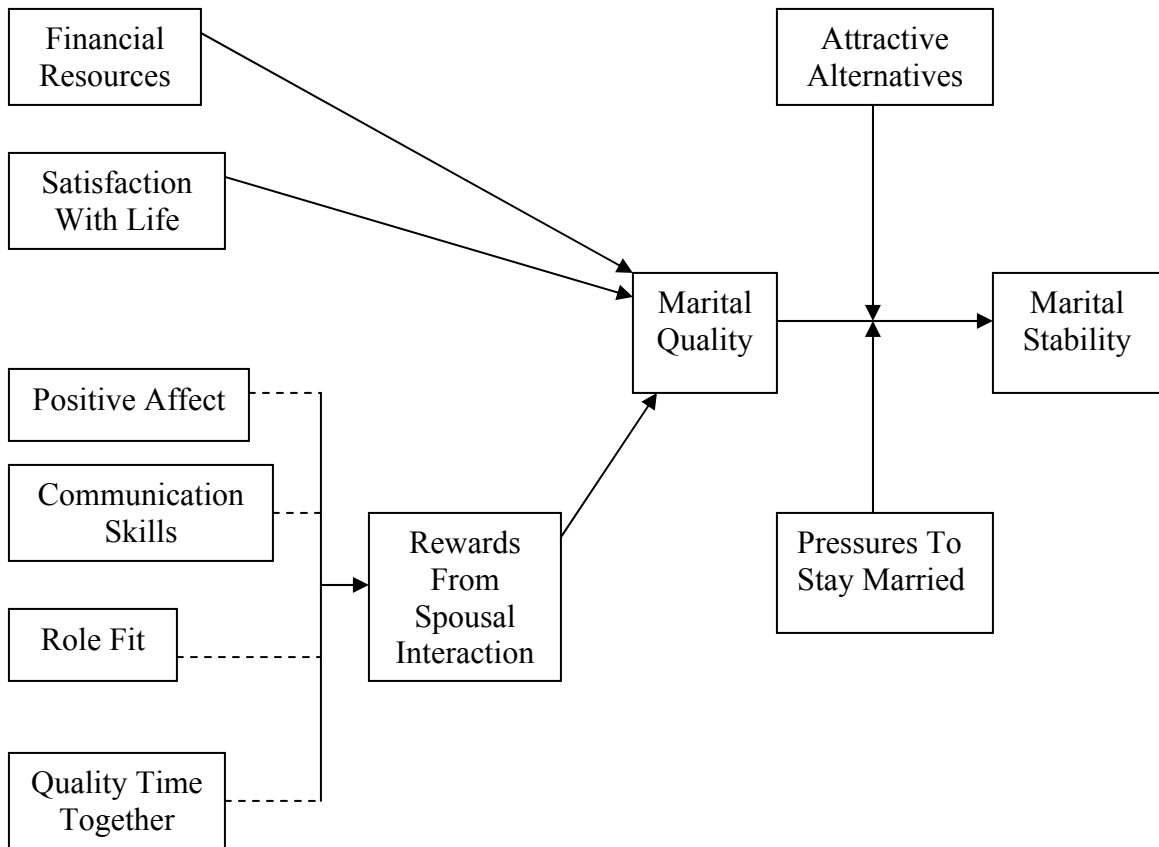 Financial
Resources
Attractive
Alternatives
Satisfaction
With Life
Marital
Quality
Marital
Stability
Positive Affect
Communication
Skills
Rewards
From
Spousal
Interaction
Pressures To
Stay Married
Role Fit
Quality Time
Together